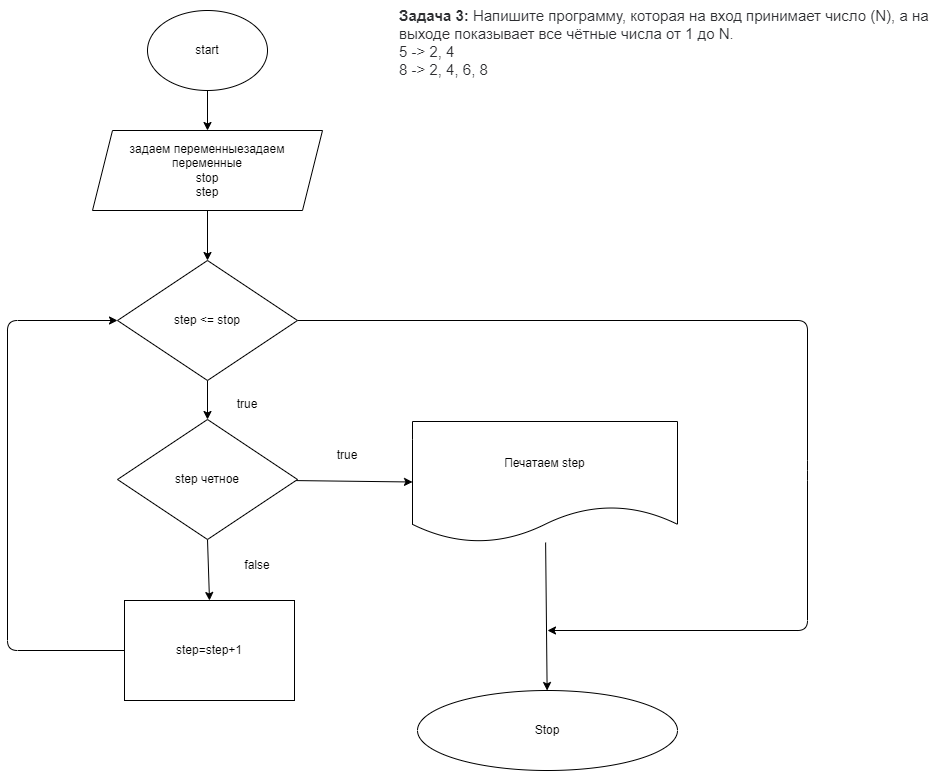 Задача 3: Напишите программу, которая на вход принимает число (N), а на
выходе показывает все чётные числа от 1 до N.
5 -> 2, 4
8 -> 2, 4, 6, 8
start
задаем переменныезадаем
переменные
stop
step
step <= stop
true
step четное
true
Печатаем step
false
step=step+1
Stop